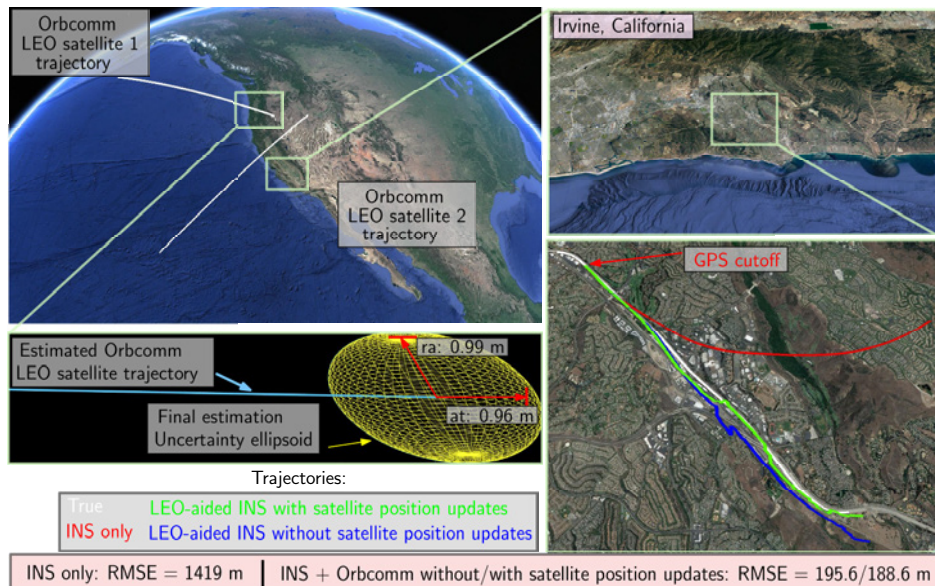 Orbcomm
LEO satellite 1
trajectory
Orbcomm
LEO satellite 2
trajectory
Irvine, California
GPS cutoff
Estimated Orbcomm
LEO satellite trajectory
ra: 0.99 m
at: 0.96 m
Final estimation
Uncertainty ellipsoid
Trajectories:
True
LEO-aided INS with satellite position updates
INS only
LEO-aided INS without satellite position updates
INS only: RMSE = 1419 m
INS + Orbcomm without/with satellite position updates: RMSE = 195.6/188.6 m